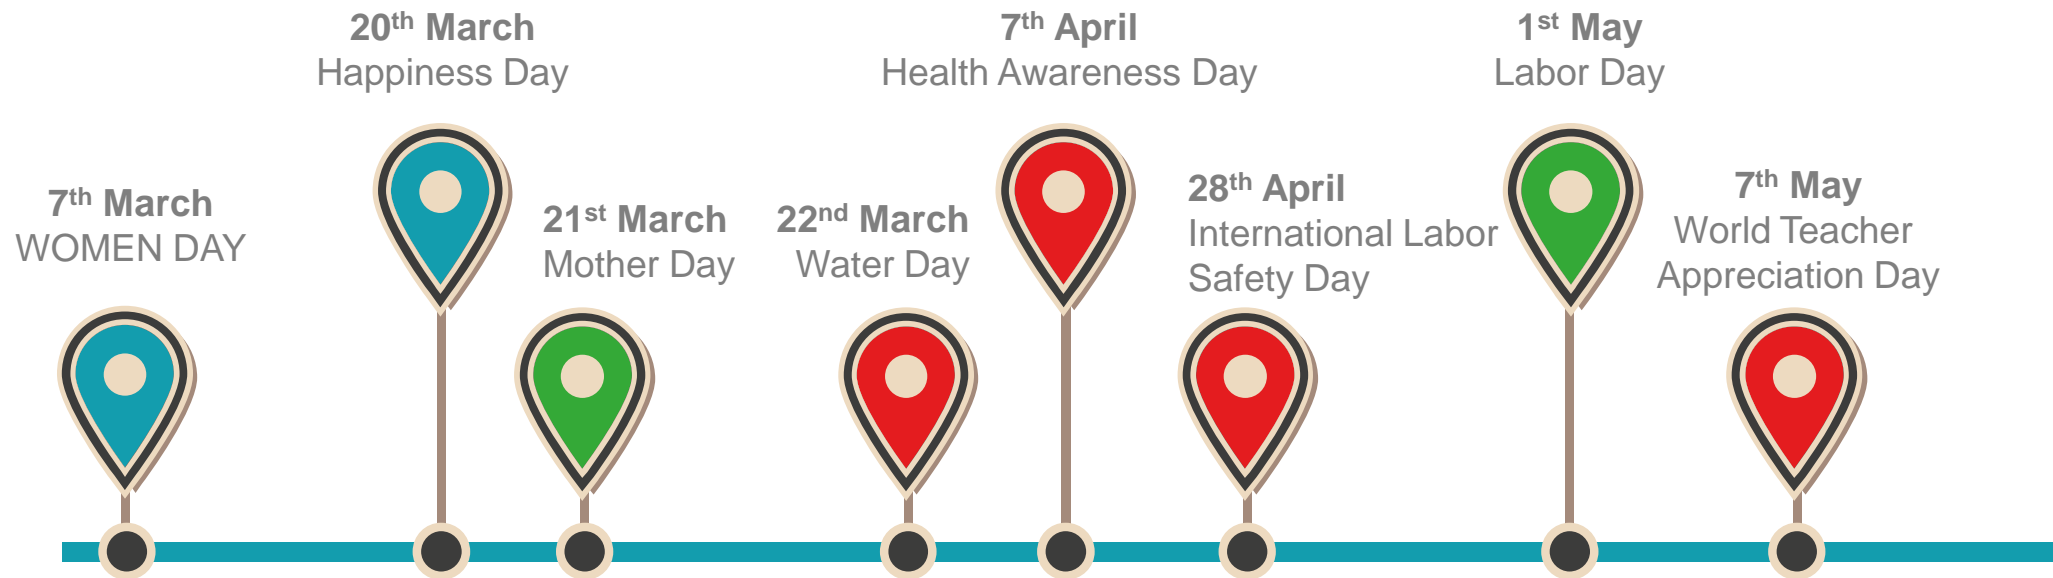 7th March
WOMEN DAY
20th March
Happiness Day
21st March
Mother Day
22nd March
Water Day
7th April
Health Awareness Day
28th April
International Labor
Safety Day
1st May
Labor Day
7th May
World Teacher
Appreciation Day